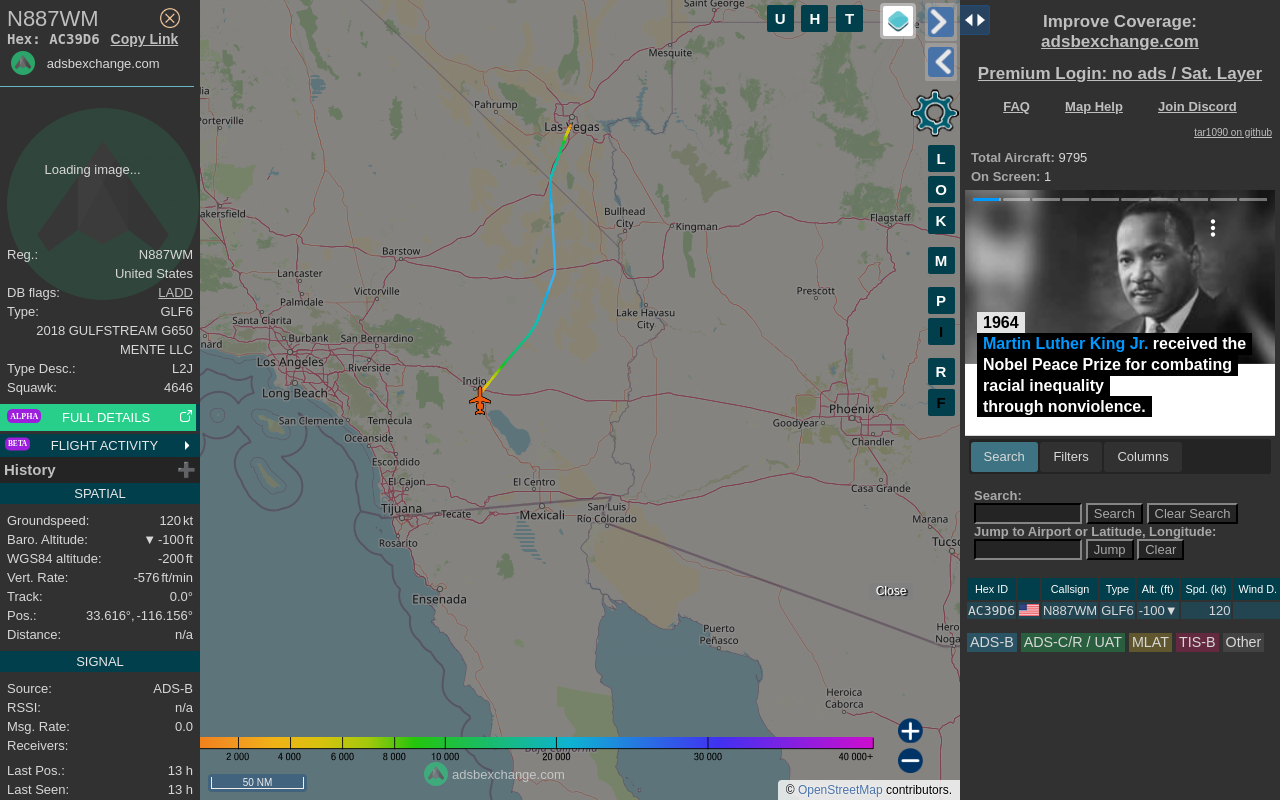 N887WM
Hex: AC39D6 Copy Link
adsbexchange.com
Loading image...
Reg.: N887WM
United States
DB flags: LADD
Type: GLF6
2018 GULFSTREAM G650
MENTE LLC
Type Desc.: L2J
Squawk: 4646
ALPHA FULL DETAILS
BETA FLIGHT ACTIVITY
History
SPATIAL
Groundspeed: 120 kt
Baro. Altitude: ▼ -100 ft
WGS84 altitude: -200 ft
Vert. Rate: -576 ft/min
Track: 0.0°
Pos.: 33.616°, -116.156°
Distance: n/a
SIGNAL
Source: ADS-B
RSSI: n/a
Msg. Rate: 0.0
Receivers:
Last Pos.: 13 h
Last Seen: 13 h
Saint George
Mesquite
Pahrump
Las Vegas
Porterville
akersfield
Bullhead
City
Kingman
Flagstaff
Barstow
Lancaster
Palmdale
Victorville
Prescott
Santa Clarita
Lake Havasu
City
nard
Burbank
San Bernardino
Los Angeles
Riverside
Indio
Long Beach
Phoenix
San Clemente
Temecula
Goodyear
Oceanside
Chandler
Escondido
El Cajon
El Centro
Casa Grande
Tijuana
Tecate
Mexicali
San Luis
Río Colorado
Marana
Rosarito
Tucso
Ensenada
Close
Puerto
Peñasco
Hero
Noga
Heroica
Caborca
Baja California
2 000 4 000 6 000 8 000 10 000 20 000 30 000 40 000+
adsbexchange.com
50 NM
© OpenStreetMap contributors.
U H T
L
O
K
M
P
I
R
F
Improve Coverage:
adsbexchange.com
Premium Login: no ads / Sat. Layer
FAQ Map Help Join Discord
tar1090 on github
Total Aircraft: 9795
On Screen: 1
1964
Martin Luther King Jr. received the
Nobel Peace Prize for combating
racial inequality
through nonviolence.
Search Filters Columns
Search:
Search Clear Search
Jump to Airport or Latitude, Longitude:
Jump Clear
Hex ID Callsign Type Alt. (ft) Spd. (kt) Wind D.
AC39D6 N887WM GLF6 -100▼ 120
ADS-B ADS-C/R / UAT MLAT TIS-B Other